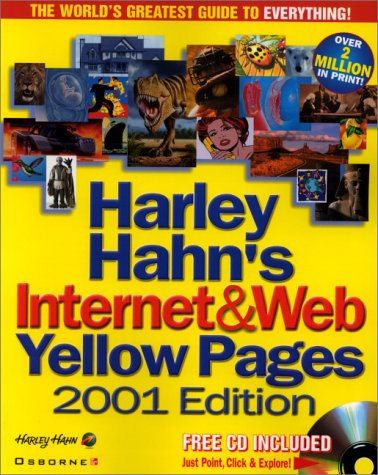 THE WORLD'S GREATEST GUIDE TO EVERYTHING!
OVER
2
MILLION
IN PRINT!
Harley
Hahn's
Internet&Web
Yellow Pages
2001 Edition
HARLEY HAHN
OSBORNE
FREE CD INCLUDED
Just Point, Click & Explore!